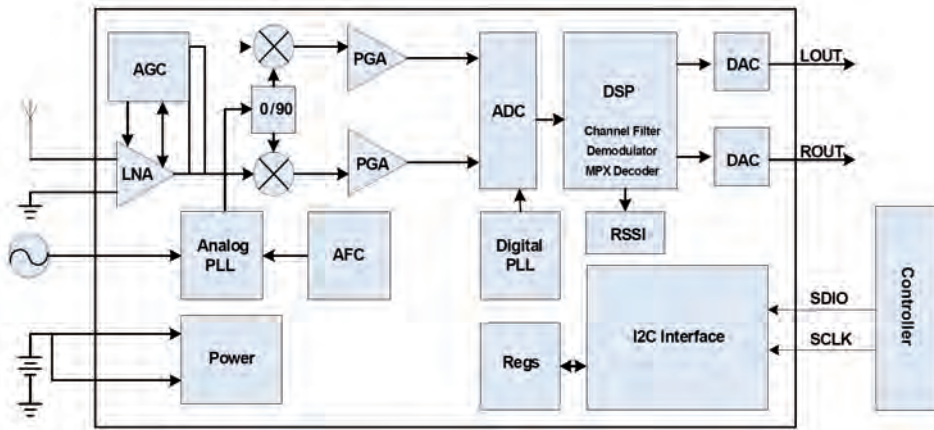 AGC
LNA
0/90
PGA
PGA
ADC
DSP
Channel Filter
Demodulator
MPX Decoder
DAC
DAC
LOUT
ROUT
Analog
PLL
AFC
Digital
PLL
RSSI
Power
Regs
I2C Interface
SDIO
SCLK
Controller